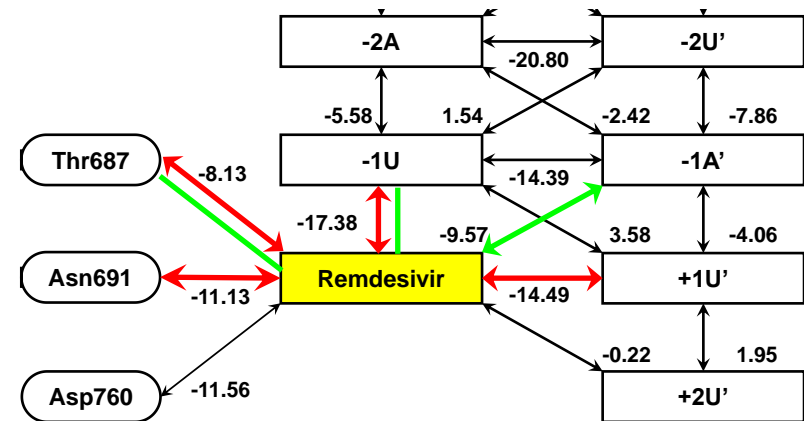 -2A
-2U’
-20.80
-5.58
1.54
-2.42
-7.86
Thr687
-8.13
-1U
-14.39
-1A’
-17.38
-9.57
3.58
-4.06
Asn691
-11.13
Remdesivir
-14.49
+1U’
-0.22
1.95
Asp760
-11.56
+2U’